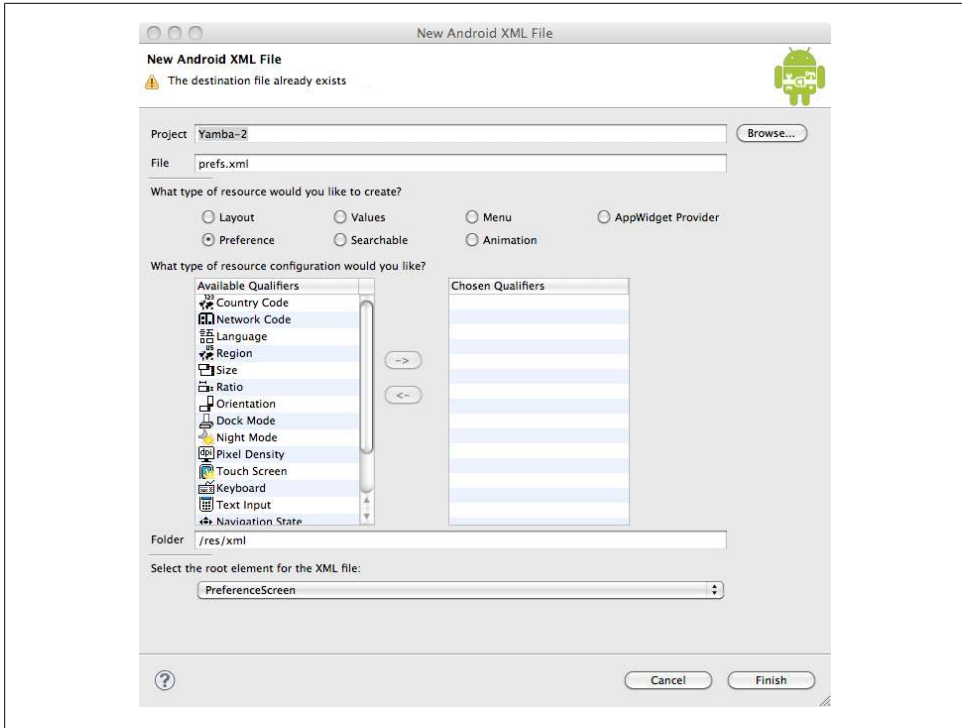 New Android XML File
New Android XML File
The destination file already exists
Project Yamba-2 Browse...
File prefs.xml
What type of resource would you like to create?
Layout Values Menu AppWidget Provider
Preference Searchable Animation
What type of resource configuration would you like?
Available Qualifiers Chosen Qualifiers
Country Code
Network Code
Language
Region
Size
Ratio
Orientation
Dock Mode
Night Mode
dpi Pixel Density
Touch Screen
Keyboard
Text Input
Navigation State
->
<-
Folder /res/xml
Select the root element for the XML file:
PreferenceScreen
? Cancel Finish